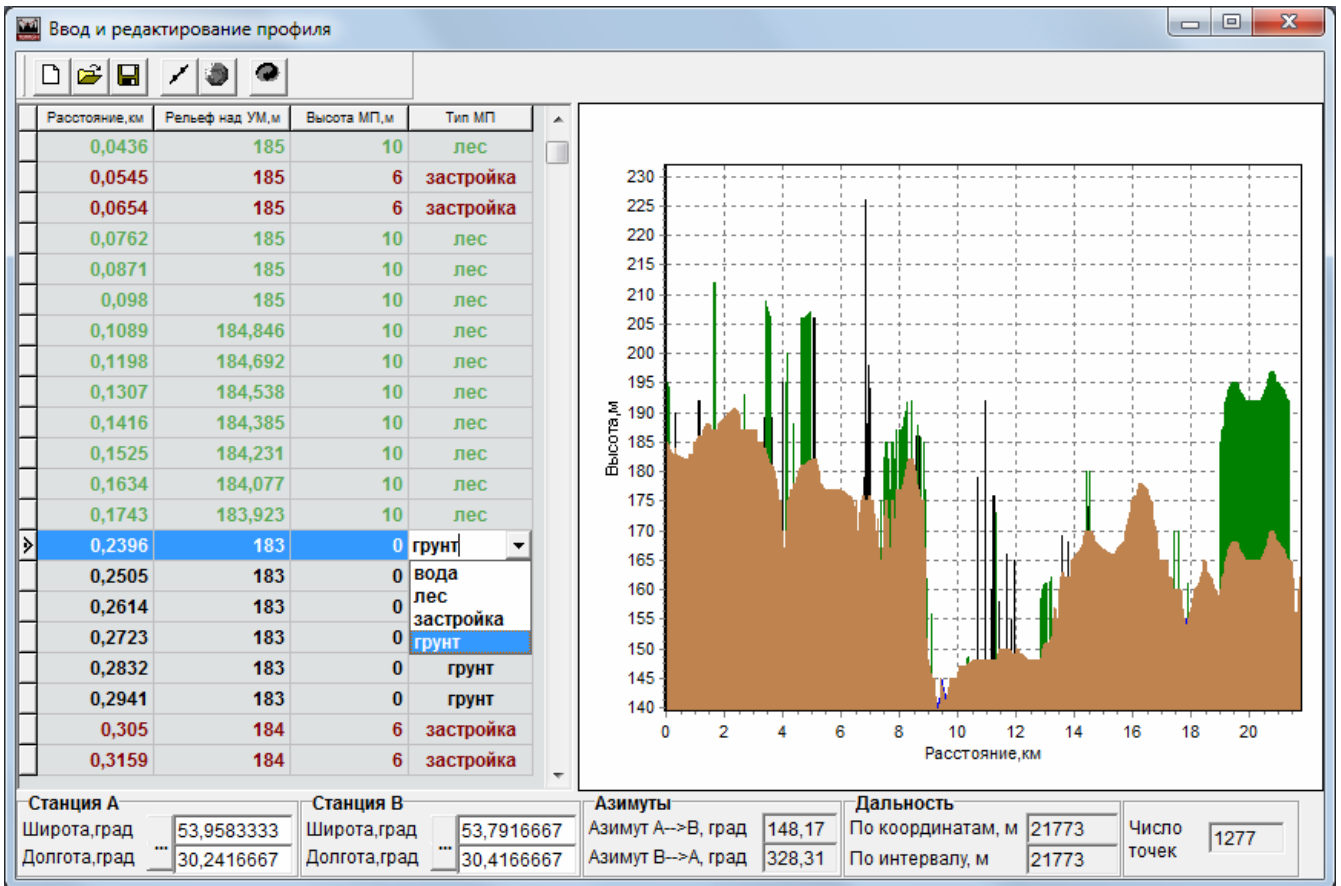 Ввод и редактирование профиля
Расстояние,км Рельеф над УМ,м Высота МП,м Тип МП
0,0436 185 10 лес
0,0545 185 6 застройка
0,0654 185 6 застройка
0,0762 185 10 лес
0,0871 185 10 лес
0,098 185 10 лес
0,1089 184,846 10 лес
0,1198 184,692 10 лес
0,1307 184,538 10 лес
0,1416 184,385 10 лес
0,1525 184,231 10 лес
0,1634 184,077 10 лес
0,1743 183,923 10 лес
0,2396 183 0 грунт
0,2505 183 0 вода
0,2614 183 0 лес
застройка
0,2723 183 0 грунт
0,2832 183 0 грунт
0,2941 183 0 грунт
0,305 184 6 застройка
0,3159 184 6 застройка
Высота,м
230
225
220
215
210
205
200
195
190
185
180
175
170
165
160
155
150
145
140
0 2 4 6 8 10 12 14 16 18 20
Расстояние,км
Станция А
Широта,град ... 53,9583333
Долгота,град 30,2416667
Станция В
Широта,град ... 53,7916667
Долгота,град 30,4166667
Азимуты
Азимут А-->В, град 148,17
Азимут В-->А, град 328,31
Дальность
По координатам, м 21773
По интервалу, м 21773
Число
точек 1277